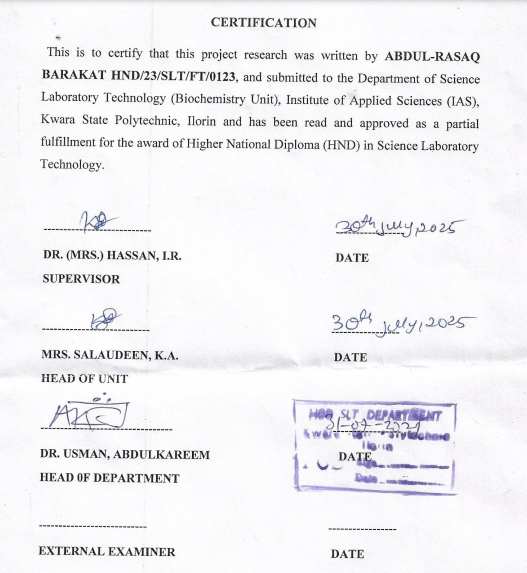 CERTIFICATION
This is to certify that this project research was written by ABDUL-RASAQ
BARAKAT HND/23/SLT/FT/0123, and submitted to the Department of Science
Laboratory Technology (Biochemistry Unit), Institute of Applied Sciences (IAS),
Kwara State Polytechnic, Ilorin and has been read and approved as a partial
fulfillment for the award of Higher National Diploma (HND) in Science Laboratory
Technology.
30th July, 2025
DR. (MRS.) HASSAN, I.R. DATE
SUPERVISOR
30th July, 2025
MRS. SALAUDEEN, K.A. DATE
HEAD OF UNIT
HOD SLT DEPARTMENT
Ilorin
DR. USMAN, ABDULKAREEM DATE
HEAD 0F DEPARTMENT
Date
EXTERNAL EXAMINER DATE